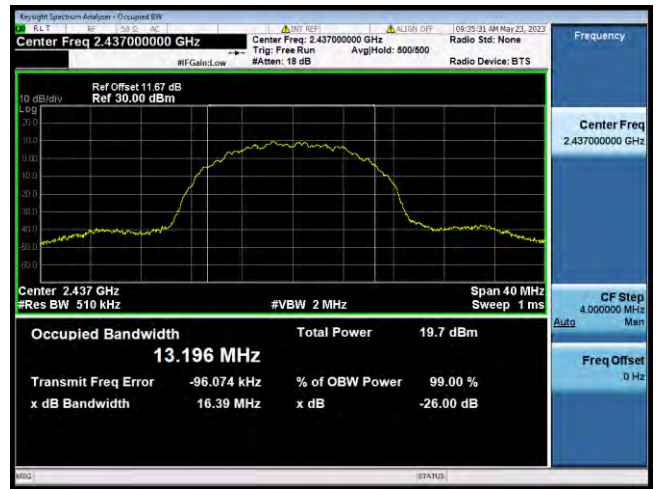 Keysight Spectrum Analyzer - Occupied BW
R L T RF 50 Ω AC INT REF ALIGN OFF 09:35:31 AM May 23, 2023
Center Freq 2.437000000 GHz Center Freq: 2.437000000 GHz Radio Std: None Frequency
Trig: Free Run Avg|Hold: 500/500
#IFGain:Low #Atten: 18 dB Radio Device: BTS
Ref Offset 11.67 dB
10 dB/div Ref 30.00 dBm
Log
20.0
10.0
0.00
-10.0
-20.0
-30.0
-40.0
-50.0
-60.0
Center Freq
2.437000000 GHz
Center 2.437 GHz Span 40 MHz
#Res BW 510 kHz #VBW 2 MHz Sweep 1 ms
CF Step
4.000000 MHz
Auto Man
Occupied Bandwidth Total Power 19.7 dBm
13.196 MHz
Freq Offset
0 Hz
Transmit Freq Error -96.074 kHz % of OBW Power 99.00 %
x dB Bandwidth 16.39 MHz x dB -26.00 dB
MSG STATUS